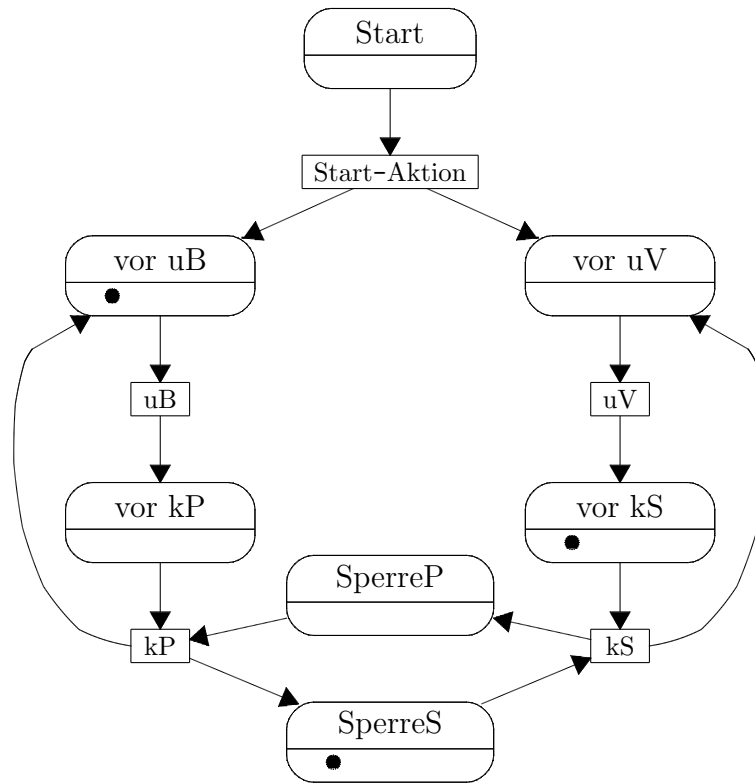 Start
Start-Aktion
vor uB
vor uV
uB
uV
vor kP
vor kS
SperreP
kP
kS
SperreS